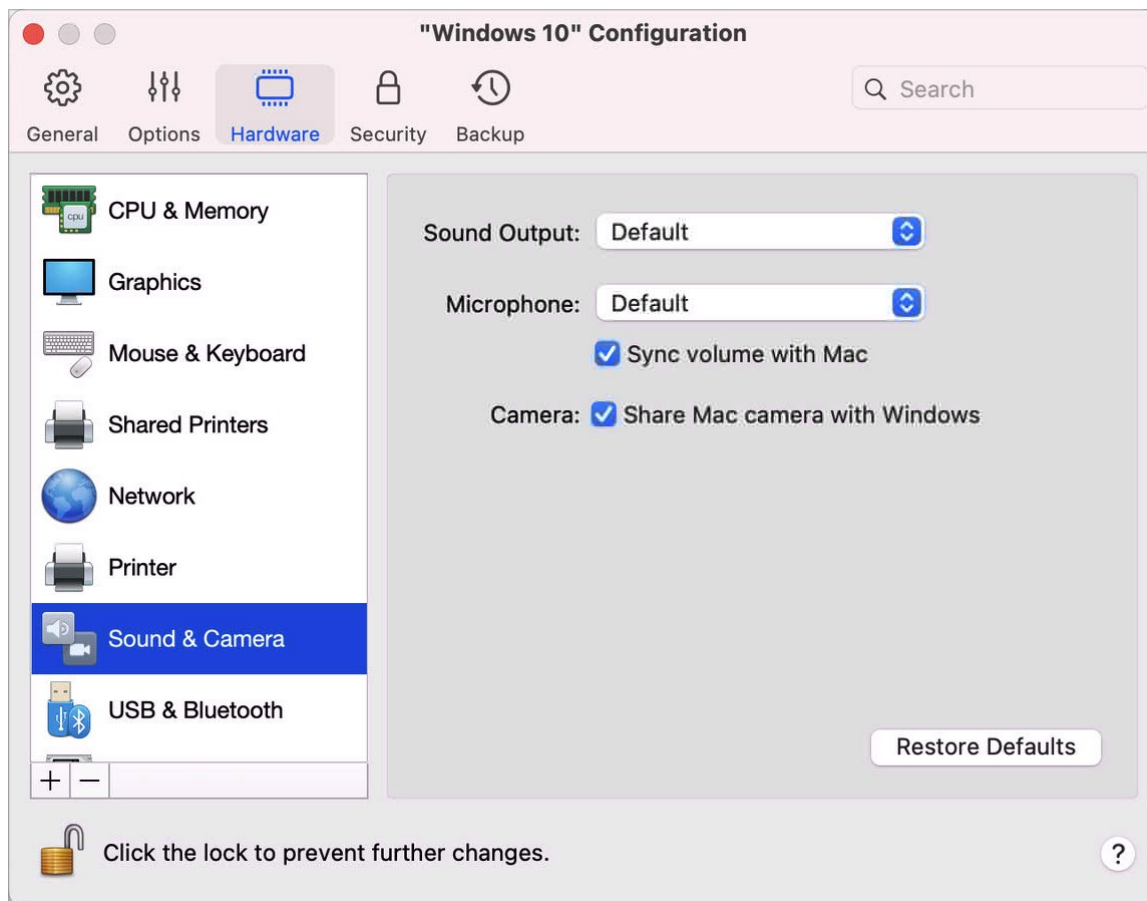 "Windows 10" Configuration
General Options Hardware Security Backup
Search
CPU & Memory
Graphics
Mouse & Keyboard
Shared Printers
Network
Printer
Sound & Camera
USB & Bluetooth
Sound Output: Default
Microphone: Default
Sync volume with Mac
Camera: Share Mac camera with Windows
Restore Defaults
Click the lock to prevent further changes.
?